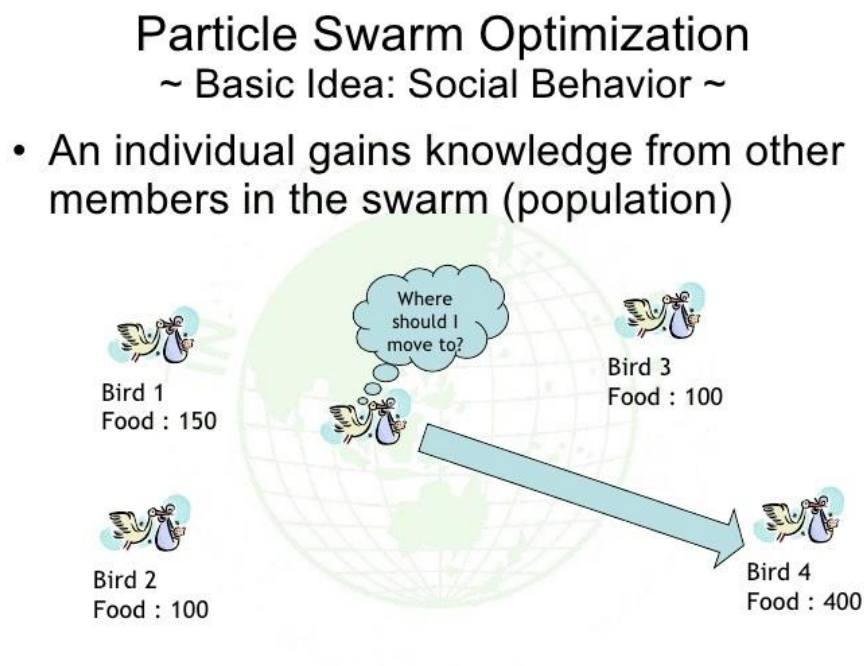 Particle Swarm Optimization
~ Basic Idea: Social Behavior ~
• An individual gains knowledge from other
members in the swarm (population)
Where
should I
move to?
Bird 1
Food : 150
Bird 3
Food : 100
Bird 2
Food : 100
Bird 4
Food : 400